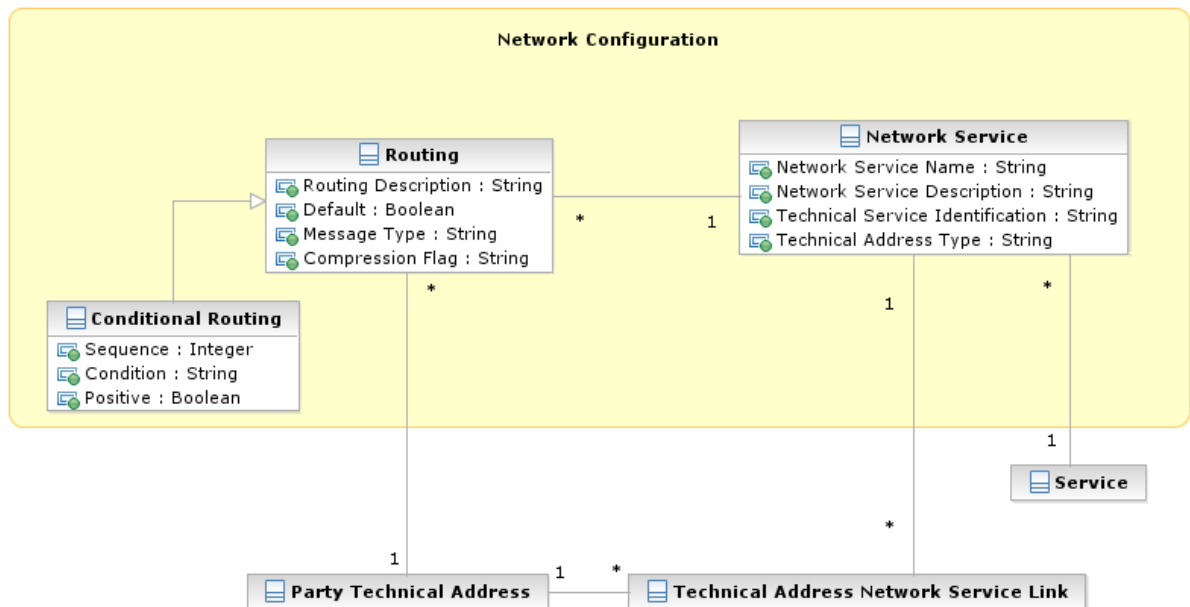 Network Configuration
Routing
Routing Description : String
Default : Boolean
Message Type : String
Compression Flag : String
Network Service
Network Service Name : String
Network Service Description : String
Technical Service Identification : String
Technical Address Type : String
*
1
Conditional Routing
Sequence : Integer
Condition : String
Positive : Boolean
*
1
*
1
Service
*
1
Party Technical Address
1
*
Technical Address Network Service Link